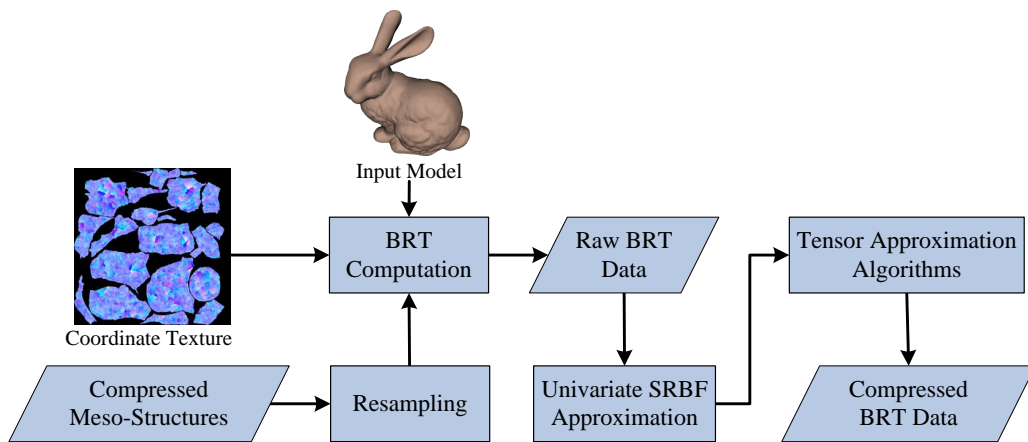 Input Model
BRT
Computation
Raw BRT
Data
Tensor Approximation
Algorithms
Coordinate Texture
Compressed
Meso-Structures
Resampling
Univariate SRBF
Approximation
Compressed
BRT Data